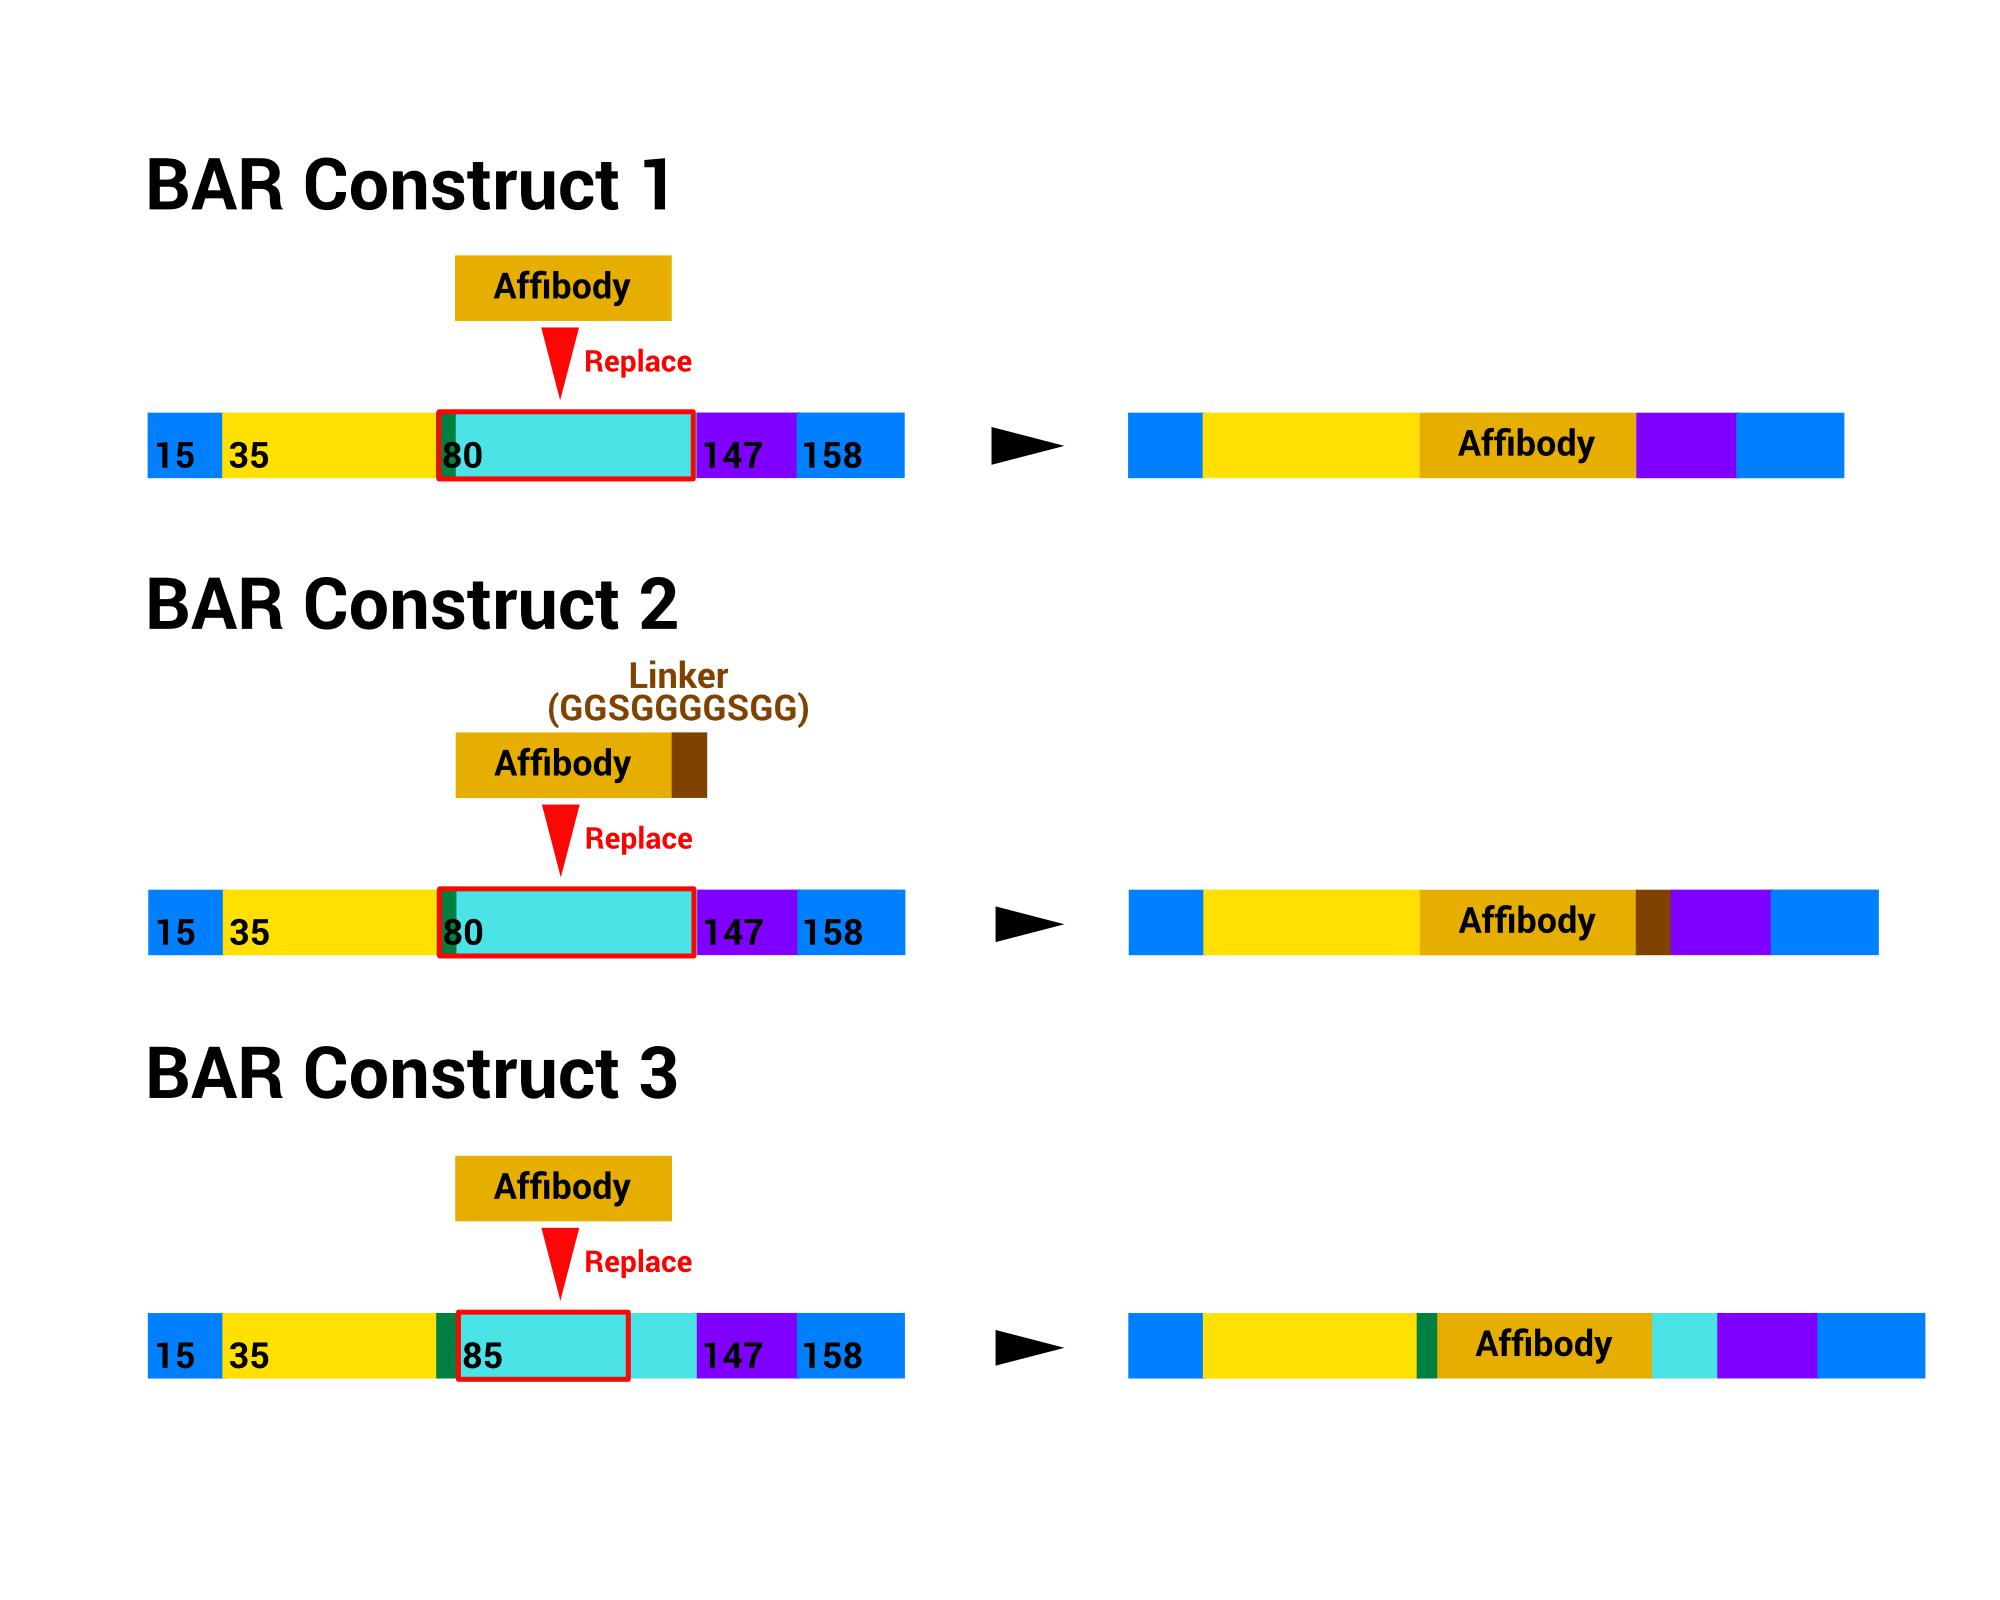 BAR Construct 1
Affibody
Replace
15 35 80 147 158
Affibody
BAR Construct 2
Linker
(GGSGGGGSGG)
Affibody
Replace
15 35 80 147 158
Affibody
BAR Construct 3
Affibody
Replace
15 35 85 147 158
Affibody